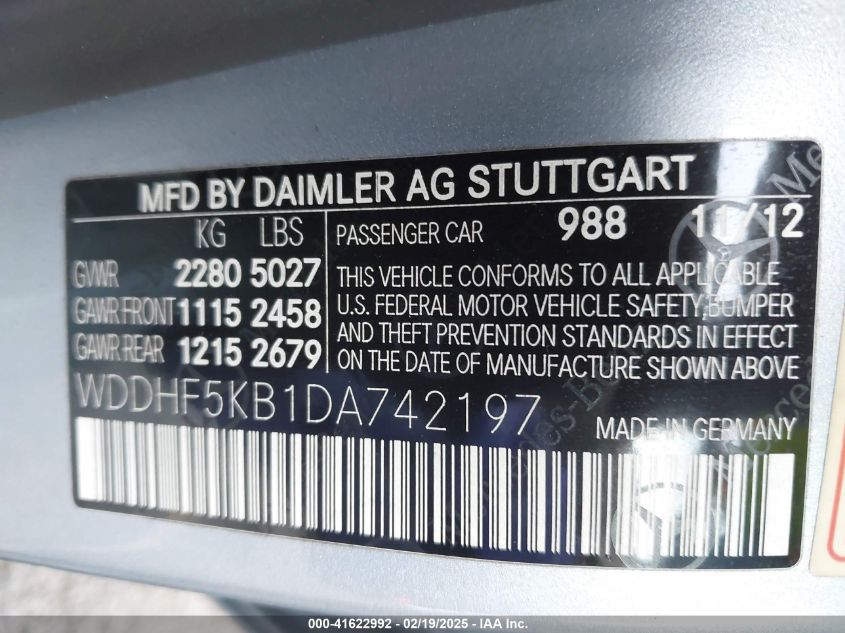 MFD BY DAIMLER AG STUTTGART
KG LBS PASSENGER CAR 988 11/12
GVWR 2280 5027
GAWR FRONT 1115 2458
GAWR REAR 1215 2679
THIS VEHICLE CONFORMS TO ALL APPLICABLE
U.S. FEDERAL MOTOR VEHICLE SAFETY, BUMPER
AND THEFT PREVENTION STANDARDS IN EFFECT
ON THE DATE OF MANUFACTURE SHOWN ABOVE
WDDHF5KB1DA742197
MADE IN GERMANY
000-41622992 - 02/19/2025 - IAA Inc.